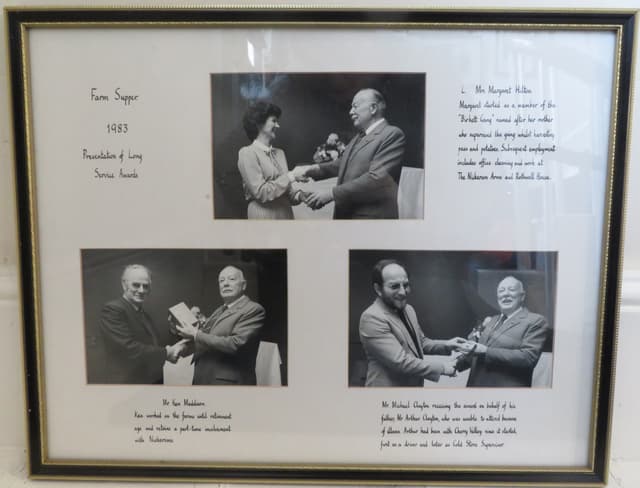 Farm Supper
1983
Presentation of Long
Service Awards
L. Mrs Margaret Hilton
Margaret started as a member of the
"Birkett Gang" named after her mother
who supervised the gang whilst harvesting
peas and potatoes. Subsequent employment
includes office cleaning and work at
The Nickerson Arms and Rothwell House.
Mr Ken Maddison
Ken worked on the farms until retirement
age and retains a part-time involvement
with Nickersons
Mr Michael Clayton receiving the award on behalf of his
father, Mr Arthur Clayton, who was unable to attend because
of illness. Arthur had been with Cherry Valley since it started,
first as a driver and later as Cold Store Supervisor